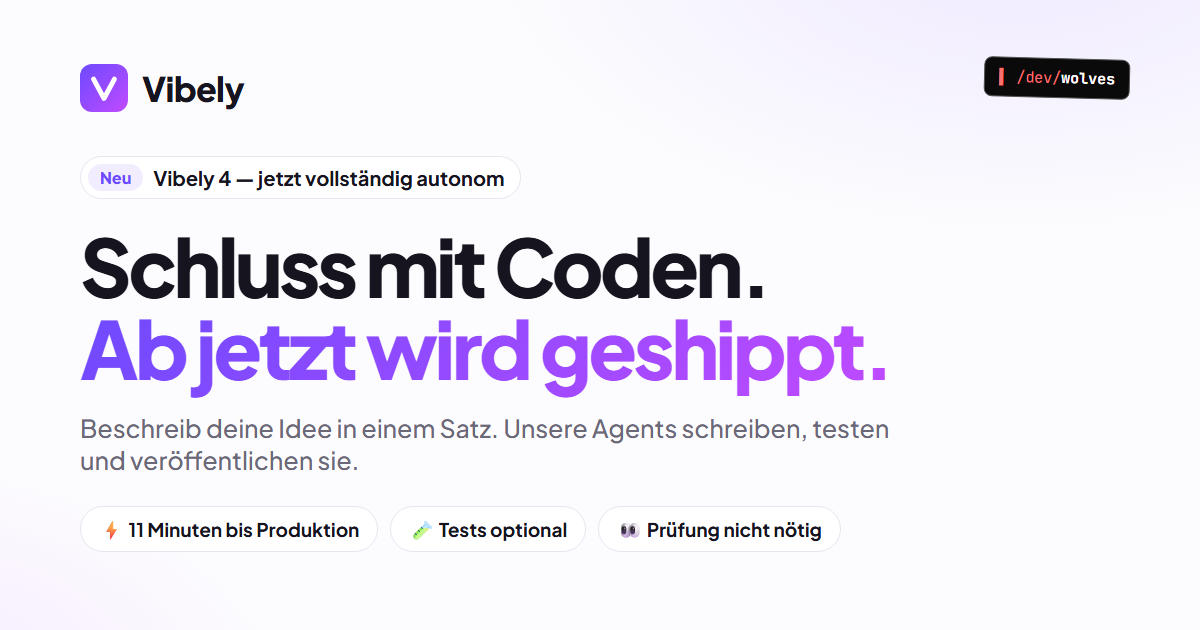 Vibely
/dev/wolves
Neu Vibely 4 — jetzt vollständig autonom
Schluss mit Coden.
Ab jetzt wird geshippt.
Beschreib deine Idee in einem Satz. Unsere Agents schreiben, testen
und veröffentlichen sie.
⚡ 11 Minuten bis Produktion
🧪 Tests optional
👀 Prüfung nicht nötig